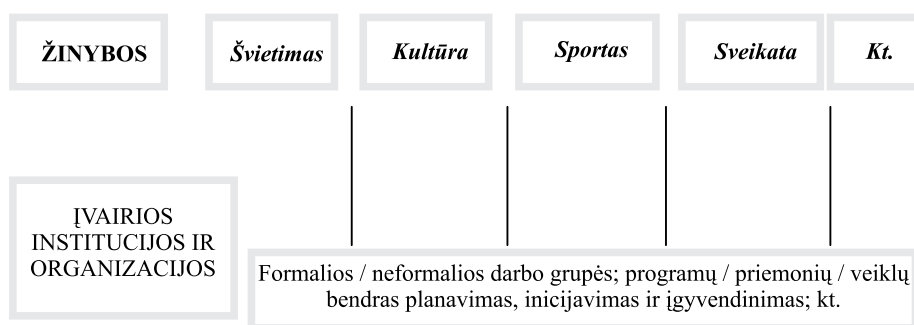 ŽINYBOS
Švietimas
Kultūra
Sportas
Sveikata
Kt.
ĮVAIRIOS
INSTITUCIJOS IR
ORGANIZACIJOS
Formalios / neformalios darbo grupės; programų / priemonių / veiklų
bendras planavimas, inicijavimas ir įgyvendinimas; kt.